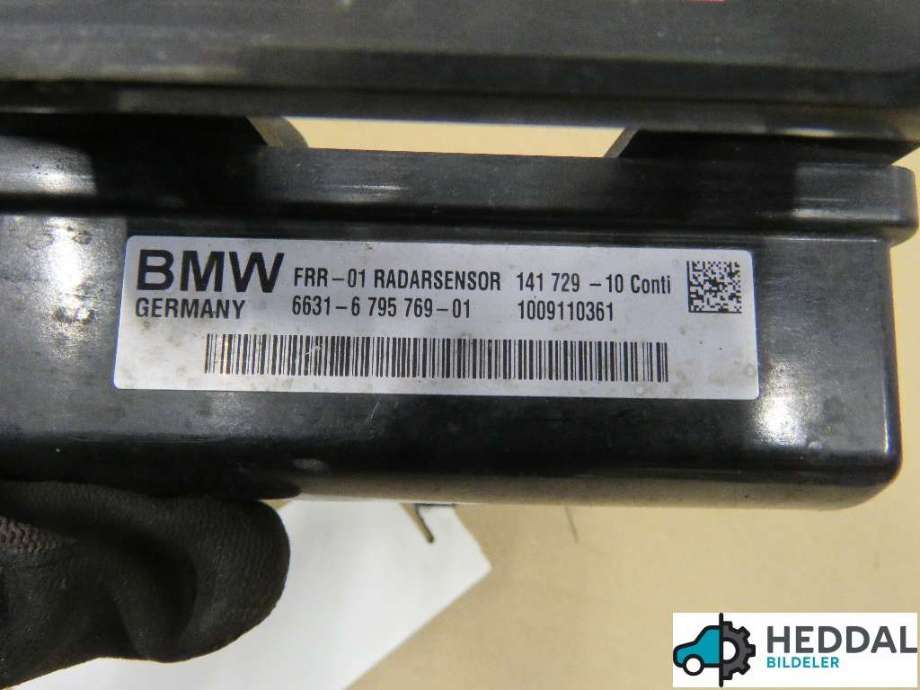 BMW FRR-01 RADARSENSOR 141 729-10 Conti
GERMANY 6631-6 795 769-01 1009110361
HEDDAL
BILDELER